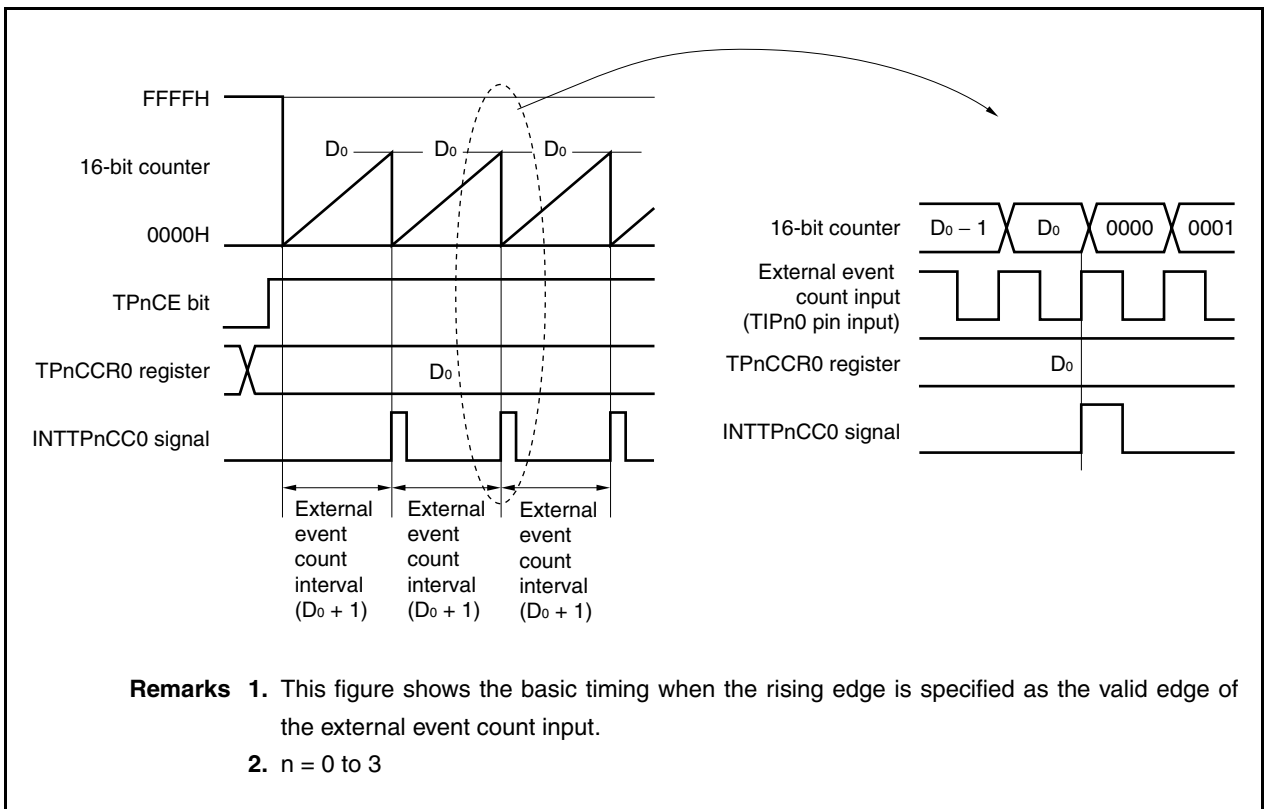 FFFFH
16-bit counter
0000H
TPnCE bit
TPnCCR0 register
INTTPnCC0 signal
D0 D0 D0
D0
External event count interval (D0 + 1)
External event count interval (D0 + 1)
External event count interval (D0 + 1)
16-bit counter
D0 − 1 D0 0000 0001
External event
count input
(TIPn0 pin input)
TPnCCR0 register
D0
INTTPnCC0 signal
Remarks 1. This figure shows the basic timing when the rising edge is specified as the valid edge of
the external event count input.
2. n = 0 to 3